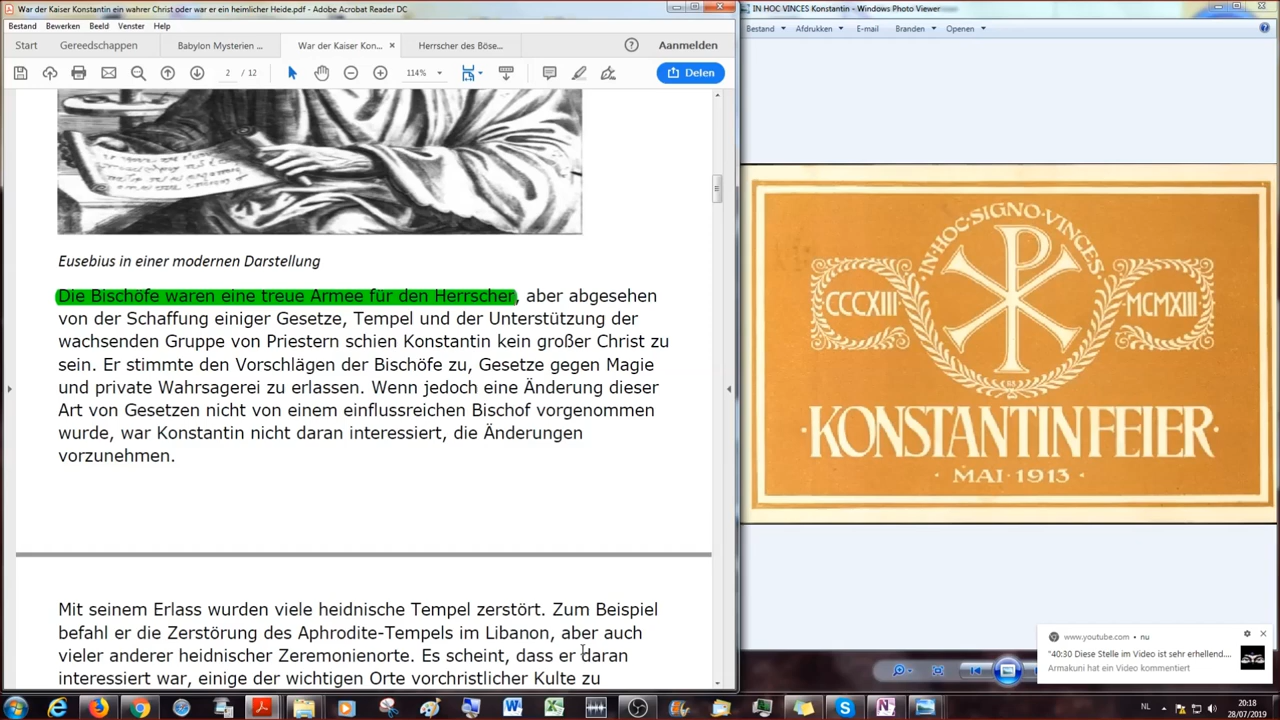 War der Kaiser Konstantin ein wahrer Christ oder war er ein heimlicher Heide.pdf - Adobe Acrobat Reader DC
Bestand Bewerken Beeld Venster Help
Start Gereedschappen Babylon Mysterien ... War der Kaiser Kon... × Herrscher des Böse... Aanmelden
2 / 12 114% Delen
Eusebius in einer modernen Darstellung
Die Bischöfe waren eine treue Armee für den Herrscher, aber abgesehen
von der Schaffung einiger Gesetze, Tempel und der Unterstützung der
wachsenden Gruppe von Priestern schien Konstantin kein großer Christ zu
sein. Er stimmte den Vorschlägen der Bischöfe zu, Gesetze gegen Magie
und private Wahrsagerei zu erlassen. Wenn jedoch eine Änderung dieser
Art von Gesetzen nicht von einem einflussreichen Bischof vorgenommen
wurde, war Konstantin nicht daran interessiert, die Änderungen
vorzunehmen.
Mit seinem Erlass wurden viele heidnische Tempel zerstört. Zum Beispiel
befahl er die Zerstörung des Aphrodite-Tempels im Libanon, aber auch
vieler anderer heidnischer Zeremonienorte. Es scheint, dass er daran
interessiert war, einige der wichtigen Orte vorchristlicher Kulte zu
IN HOC VINCES Konstantin - Windows Photo Viewer
Bestand Afdrukken E-mail Branden Openen
IN·HOC·SIGNO·VINCES
CCCXIII MCMXIII
·KONSTANTINFEIER·
· MAI · 1913 ·
www.youtube.com • nu
"40:30 Diese Stelle im Video ist sehr erhellend....
Armakuni hat ein Video kommentiert
NL 20:18
28/07/2019